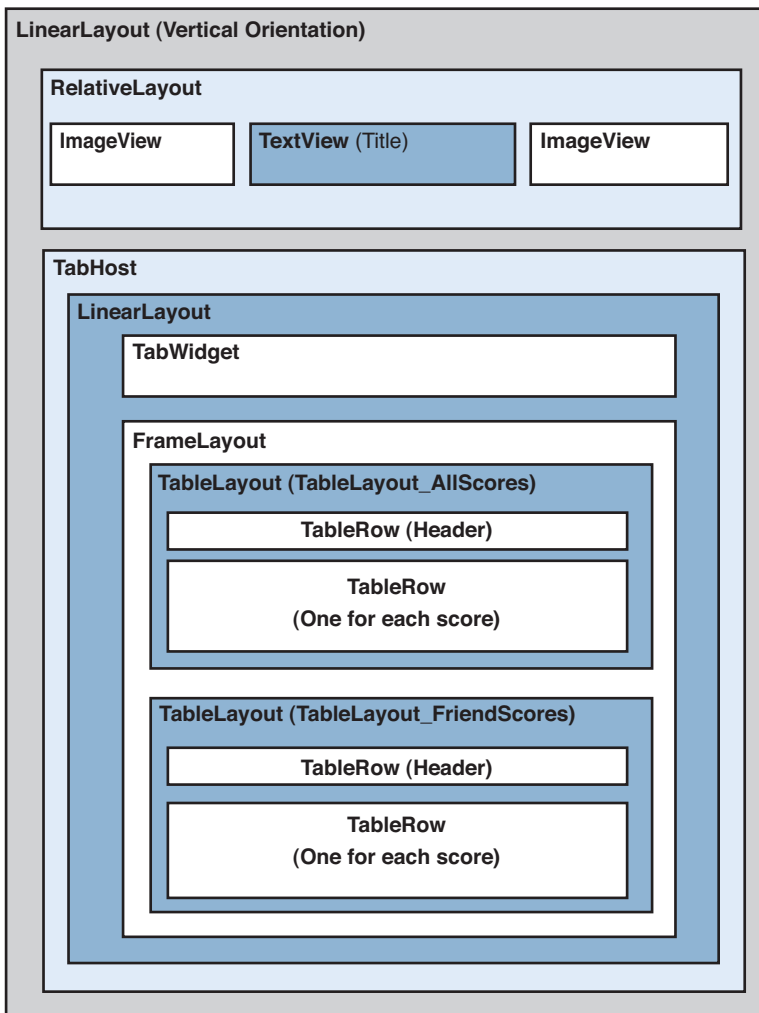 LinearLayout (Vertical Orientation)
RelativeLayout
ImageView
TextView (Title)
ImageView
TabHost
LinearLayout
TabWidget
FrameLayout
TableLayout (TableLayout_AllScores)
TableRow (Header)
TableRow
(One for each score)
TableLayout (TableLayout_FriendScores)
TableRow (Header)
TableRow
(One for each score)